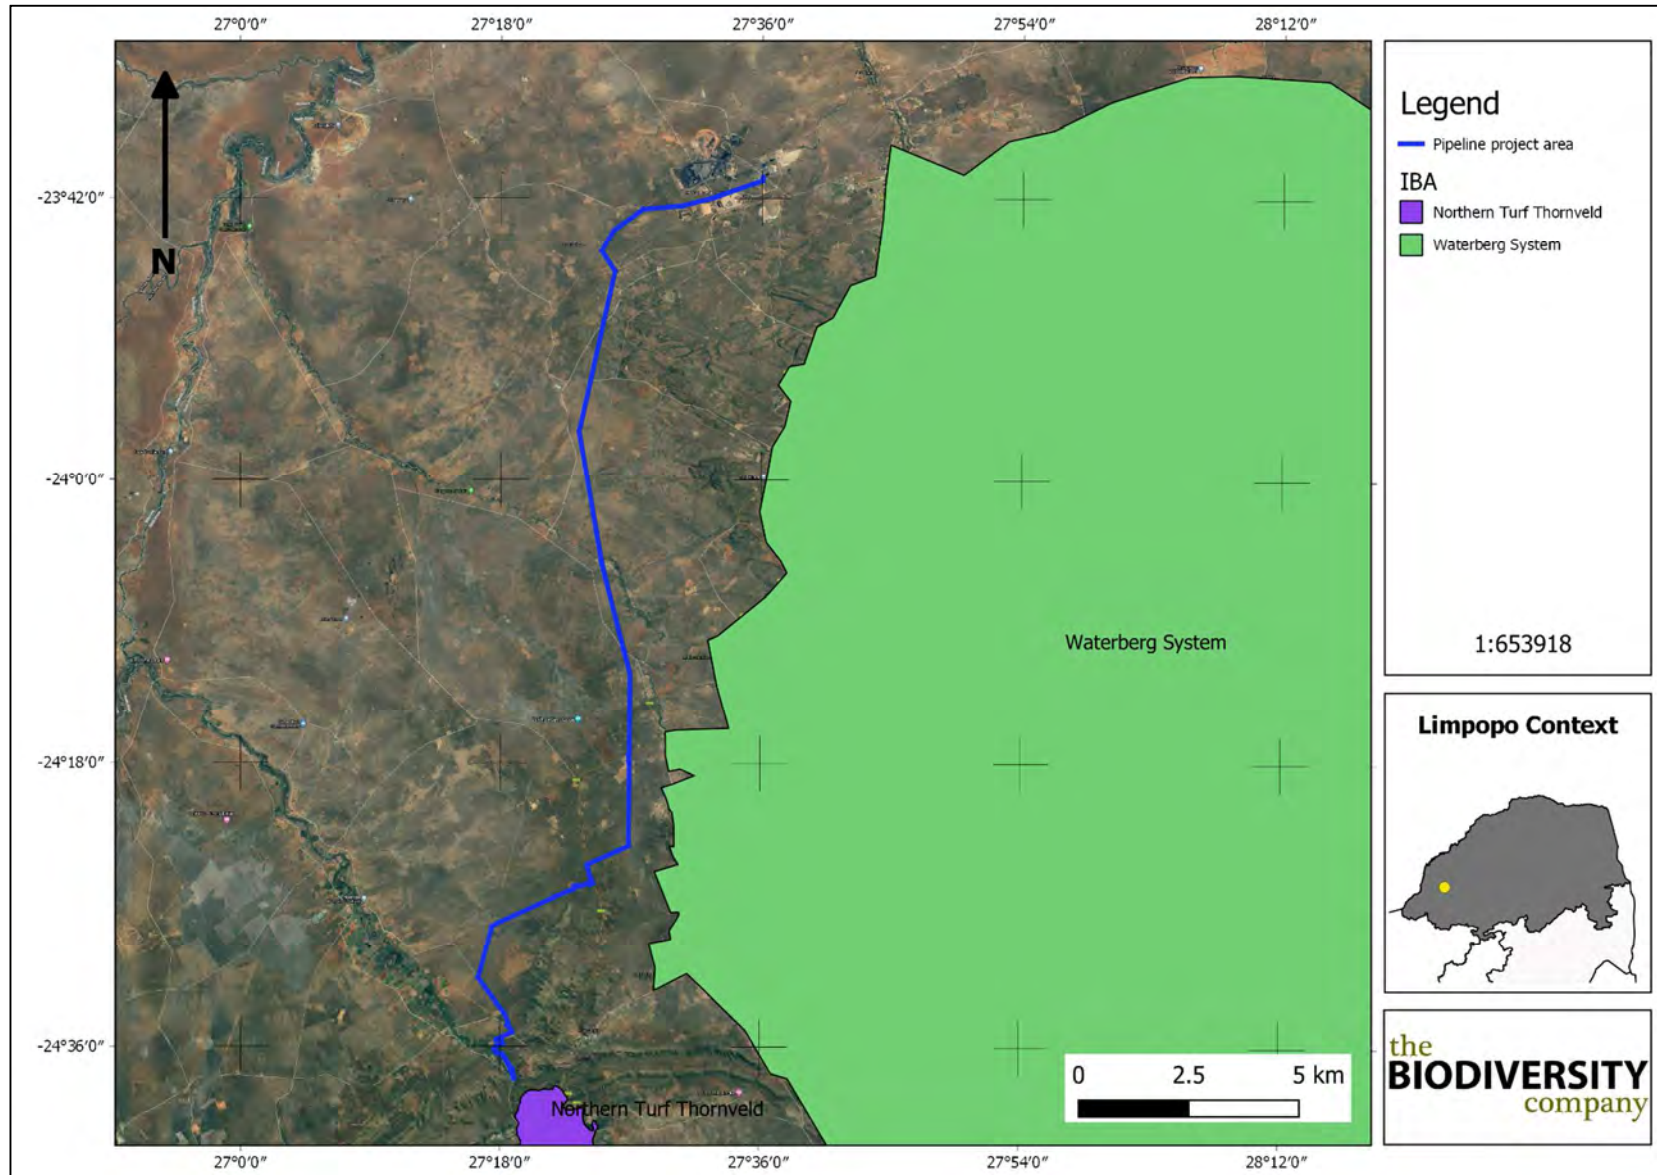 27°0′0″ 27°18′0″ 27°36′0″ 27°54′0″ 28°12′0″
-23°42′0″
-24°0′0″
-24°18′0″
-24°36′0″
N
Waterberg System
Northern Turf Thornveld
0 2.5 5 km
27°0′0″ 27°18′0″ 27°36′0″ 27°54′0″ 28°12′0″
Legend
Pipeline project area
IBA
Northern Turf Thornveld
Waterberg System
1:653918
Limpopo Context
the
BIODIVERSITY
company